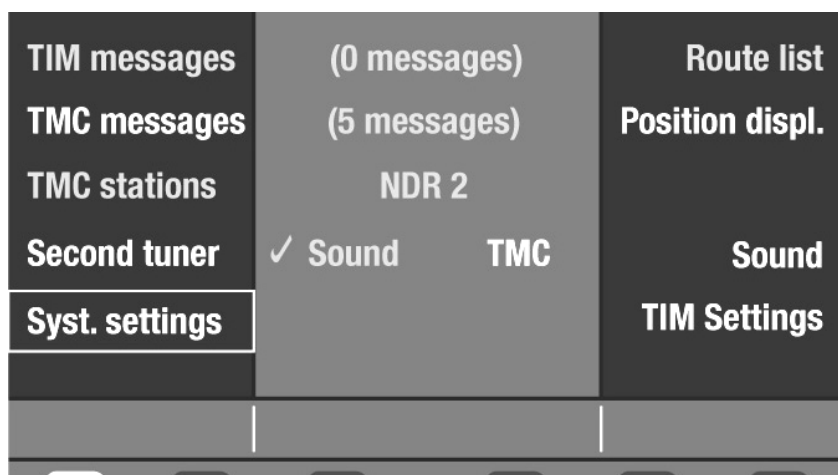 TIM messages (0 messages) Route list
TMC messages (5 messages) Position displ.
TMC stations NDR 2
Second tuner ✓ Sound TMC Sound
Syst. settings TIM Settings